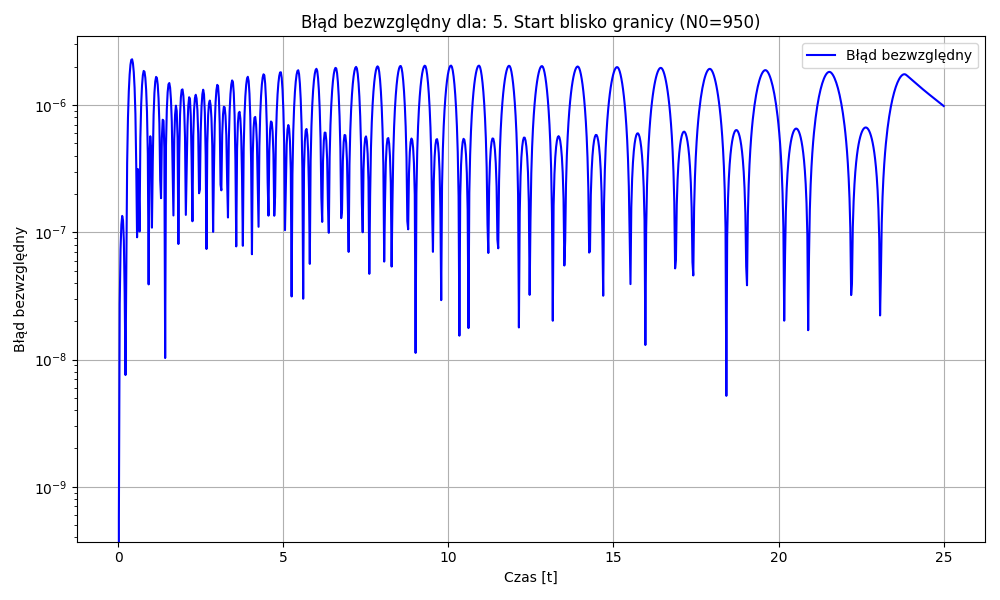 Błąd bezwzględny dla: 5. Start blisko granicy (N0=950)
Błąd bezwzględny
Błąd bezwzględny
10⁻⁶
10⁻⁷
10⁻⁸
10⁻⁹
0 5 10 15 20 25
Czas [t]